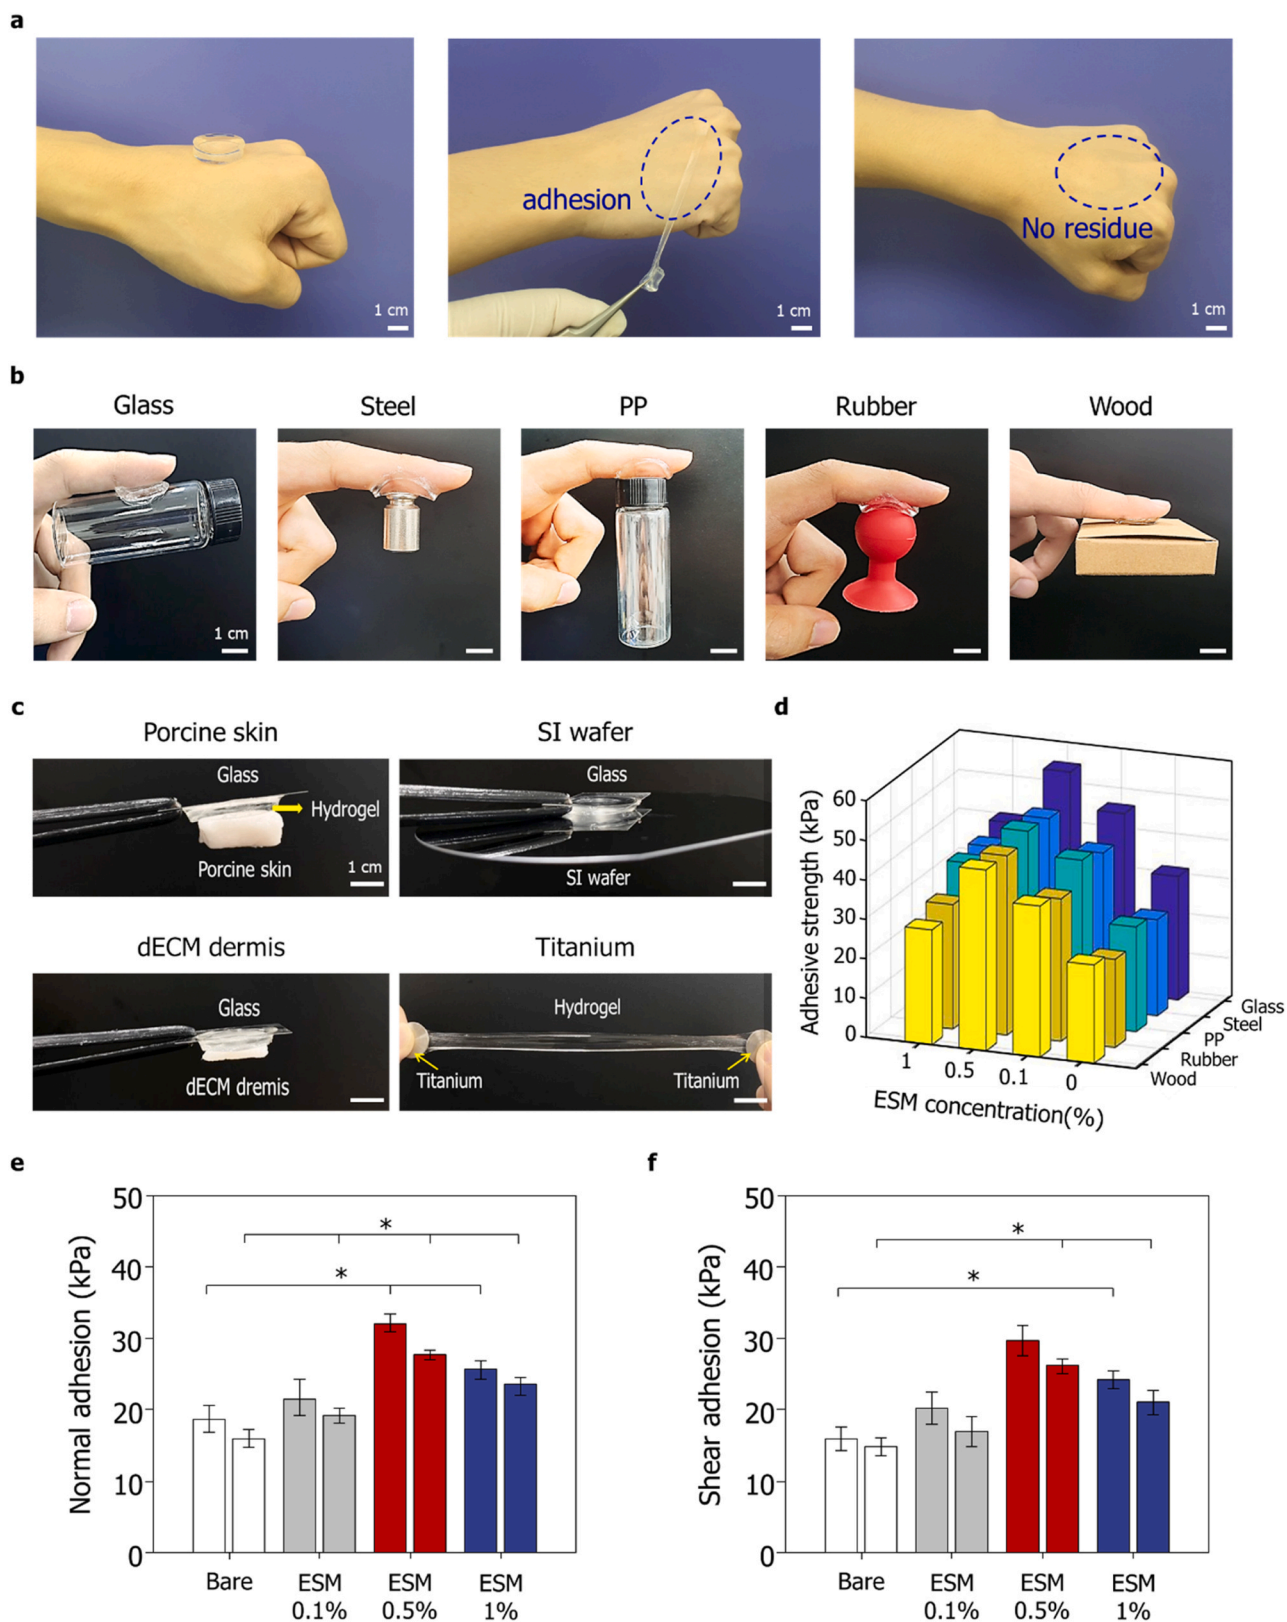 a
adhesion
No residue
1 cm
1 cm
1 cm
b
Glass
Steel
PP
Rubber
Wood
1 cm
c
Porcine skin
SI wafer
Glass
Hydrogel
Porcine skin
1 cm
Glass
SI wafer
dECM dermis
Titanium
Glass
dECM dremis
Hydrogel
Titanium
Titanium
d
Adhesive strength (kPa)
60
50
40
30
20
10
0
1
0.5
0.1
0
ESM concentration(%)
Glass
Steel
PP
Rubber
Wood
e
Normal adhesion (kPa)
50
40
30
20
10
0
*
*
Bare
ESM
0.1%
ESM
0.5%
ESM
1%
f
Shear adhesion (kPa)
50
40
30
20
10
0
*
*
Bare
ESM
0.1%
ESM
0.5%
ESM
1%